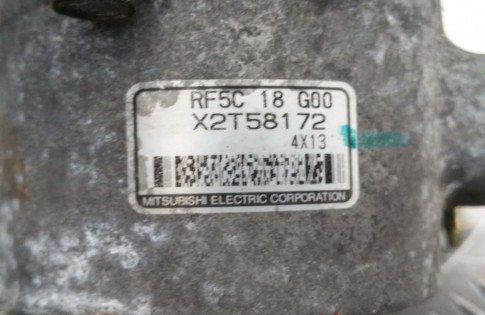 RF5C 18 G00
X2T58172
4X13
MITSUBISHI ELECTRIC CORPORATION